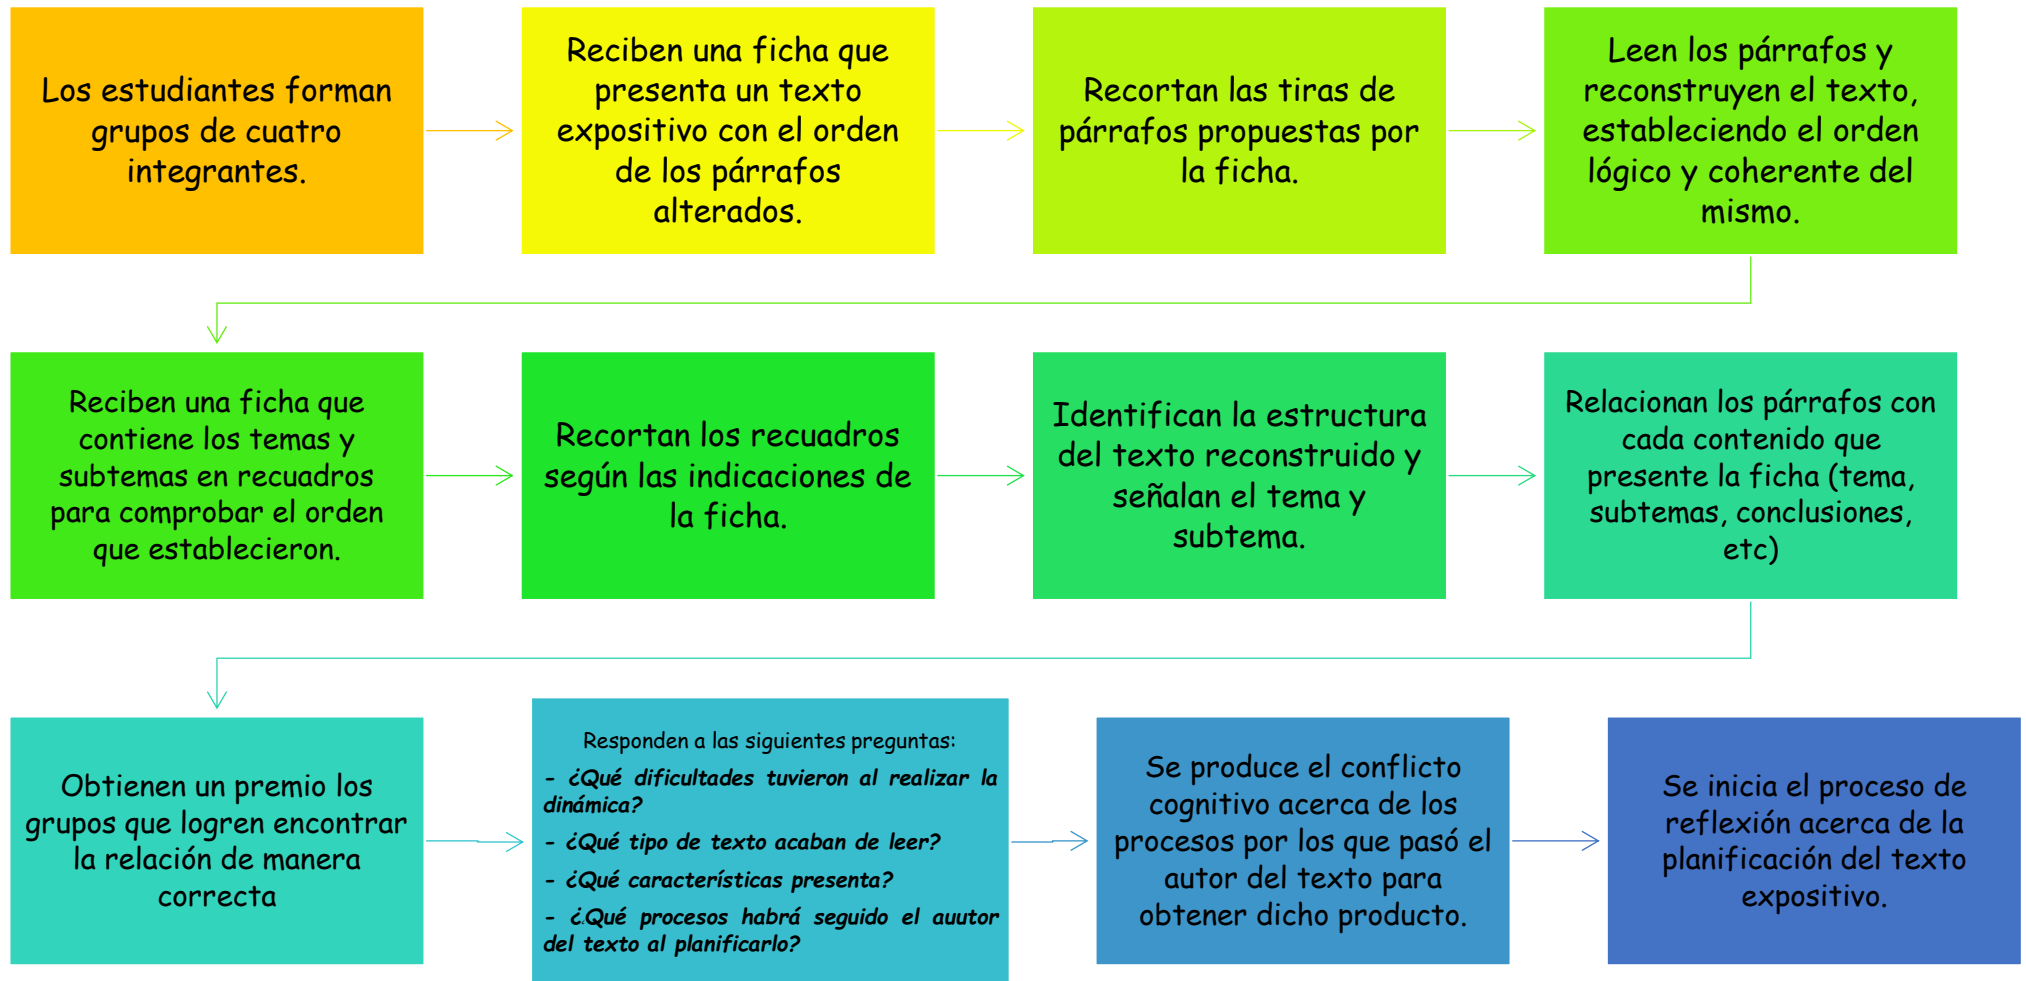 Los estudiantes forman
grupos de cuatro
integrantes.
Reciben una ficha que
presenta un texto
expositivo con el orden
de los párrafos
alterados.
Recortan las tiras de
párrafos propuestas por
la ficha.
Leen los párrafos y
reconstruyen el texto,
estableciendo el orden
lógico y coherente del
mismo.
Reciben una ficha que
contiene los temas y
subtemas en recuadros
para comprobar el orden
que establecieron.
Recortan los recuadros
según las indicaciones de
la ficha.
Identifican la estructura
del texto reconstruido y
señalan el tema y
subtema.
Relacionan los párrafos con
cada contenido que
presente la ficha (tema,
subtemas, conclusiones,
etc)
Obtienen un premio los
grupos que logren encontrar
la relación de manera
correcta
Responden a las siguientes preguntas:
- ¿Qué dificultades tuvieron al realizar la
dinámica?
- ¿Qué tipo de texto acaban de leer?
- ¿Qué características presenta?
- ¿Qué procesos habrá seguido el auutor
del texto al planificarlo?
Se produce el conflicto
cognitivo acerca de los
procesos por los que pasó el
autor del texto para
obtener dicho producto.
Se inicia el proceso de
reflexión acerca de la
planificación del texto
expositivo.